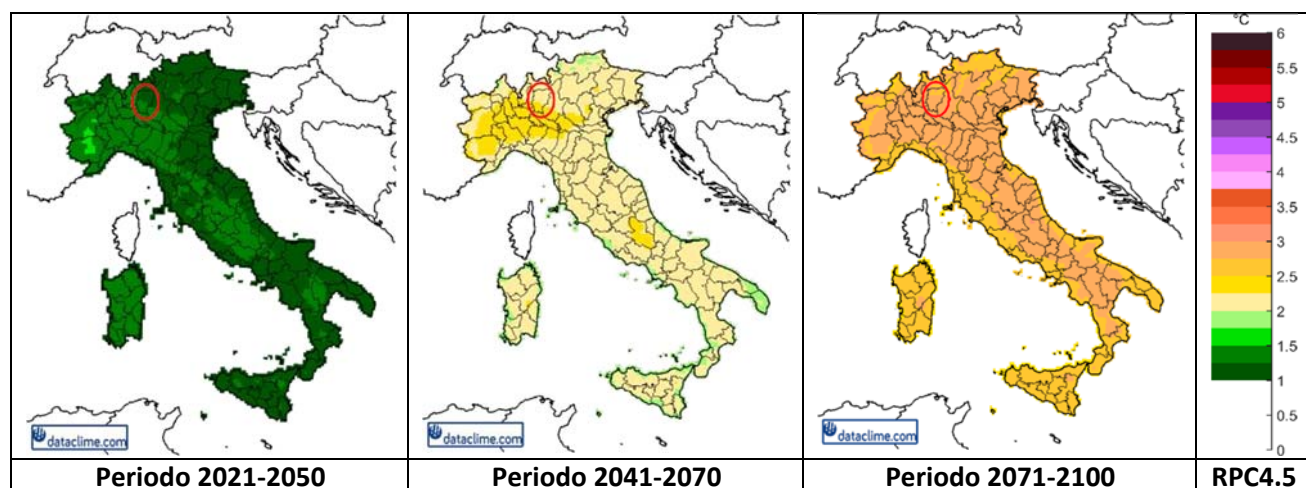 °C
6
5.5
5
4.5
4
3.5
3
2.5
2
1.5
1
0.5
0
dataclime.com
dataclime.com
dataclime.com
Periodo 2021-2050
Periodo 2041-2070
Periodo 2071-2100
RPC4.5